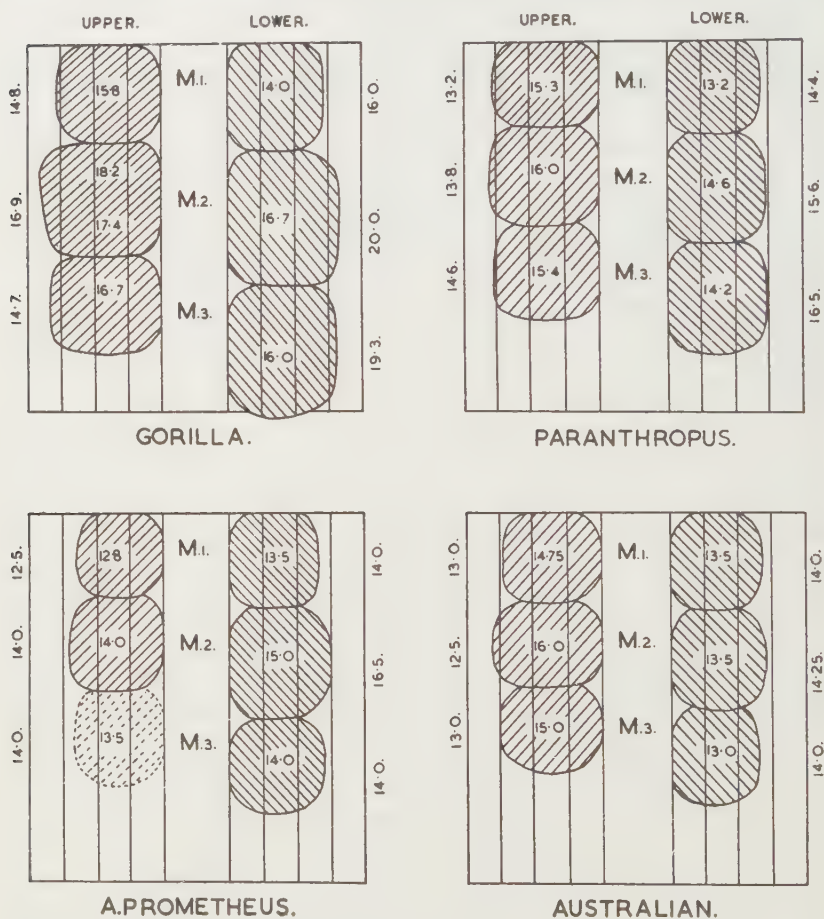 UPPER. LOWER.
14·8. 15·8 M.1. 14·0 16·0.
16·9. 18·2 17·4 M.2. 16·7 20·0.
14·7. 16·7 M.3. 16·0 19·3.
GORILLA.
UPPER. LOWER.
13·2. 15·3 M.1. 13·2 14·4.
13·8. 16·0 M.2. 14·6 15·6.
14·6. 15·4 M.3. 14·2 16·5.
PARANTHROPUS.
12·5. 12·8 M.1. 13·5 14·0.
14·0. 14·0 M.2. 15·0 16·5.
14·0. 13·5 M.3. 14·0 14·0.
A.PROMETHEUS.
13·0. 14·75 M.1. 13·5 14·0.
12·5. 16·0 M.2. 13·5 14·25.
13·0. 15·0 M.3. 13·0 14·0.
AUSTRALIAN.